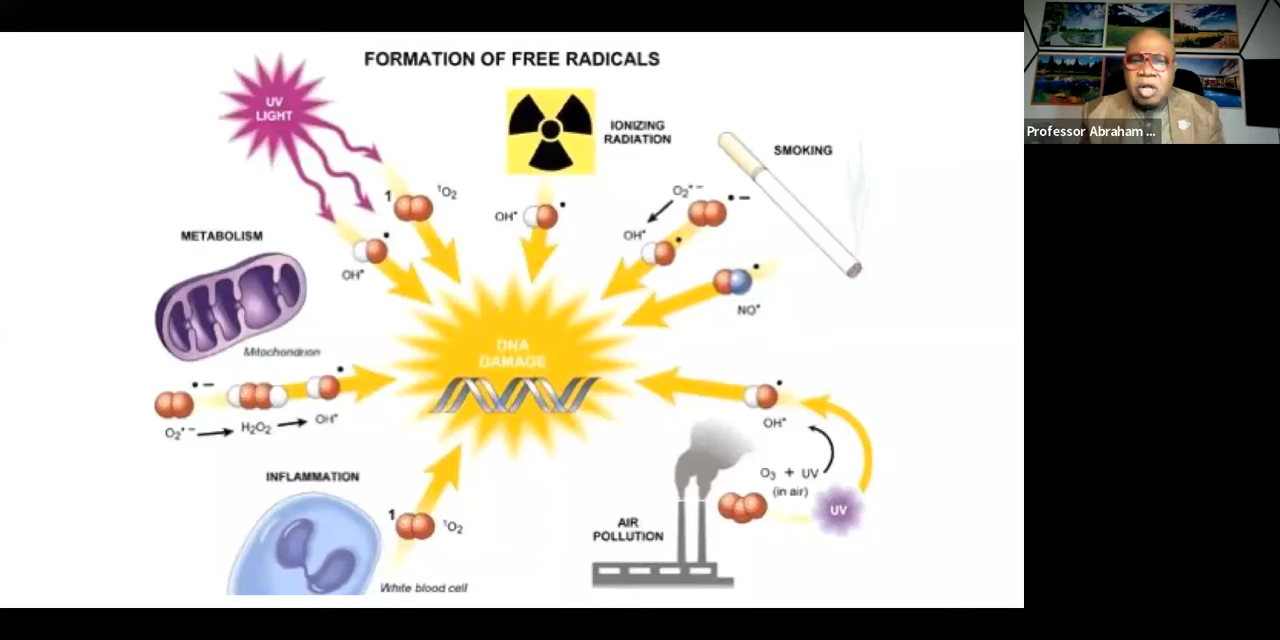 FORMATION OF FREE RADICALS
UV
LIGHT
IONIZING
RADIATION
SMOKING
1
¹O₂
OH•
O₂•−
• −
OH•
OH•
NO•
METABOLISM
Mitochondrion
DNA
DAMAGE
• −
O₂•−
H₂O₂
OH•
OH•
O₃ + UV
(in air)
UV
INFLAMMATION
1
¹O₂
White blood cell
AIR
POLLUTION
Professor Abraham ...